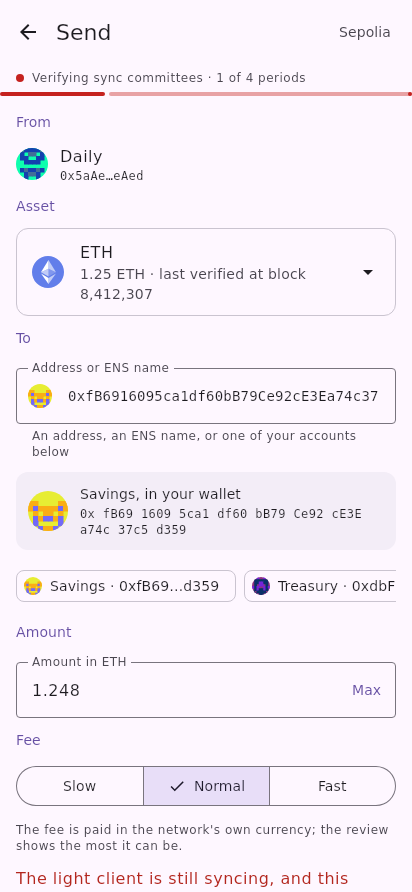 Send
Sepolia
Verifying sync committees · 1 of 4 periods
From
Daily
0x5aAe…eAed
Asset
ETH
1.25 ETH · last verified at block
8,412,307
To
Address or ENS name
0xfB6916095ca1df60bB79Ce92cE3Ea74c37
An address, an ENS name, or one of your accounts
below
Savings, in your wallet
0x fB69 1609 5ca1 df60 bB79 Ce92 cE3E
a74c 37c5 d359
Savings · 0xfB69…d359
Treasury · 0xdbF
Amount
Amount in ETH
1.248
Max
Fee
Slow
Normal
Fast
The fee is paid in the network's own currency; the review
shows the most it can be.
The light client is still syncing, and this